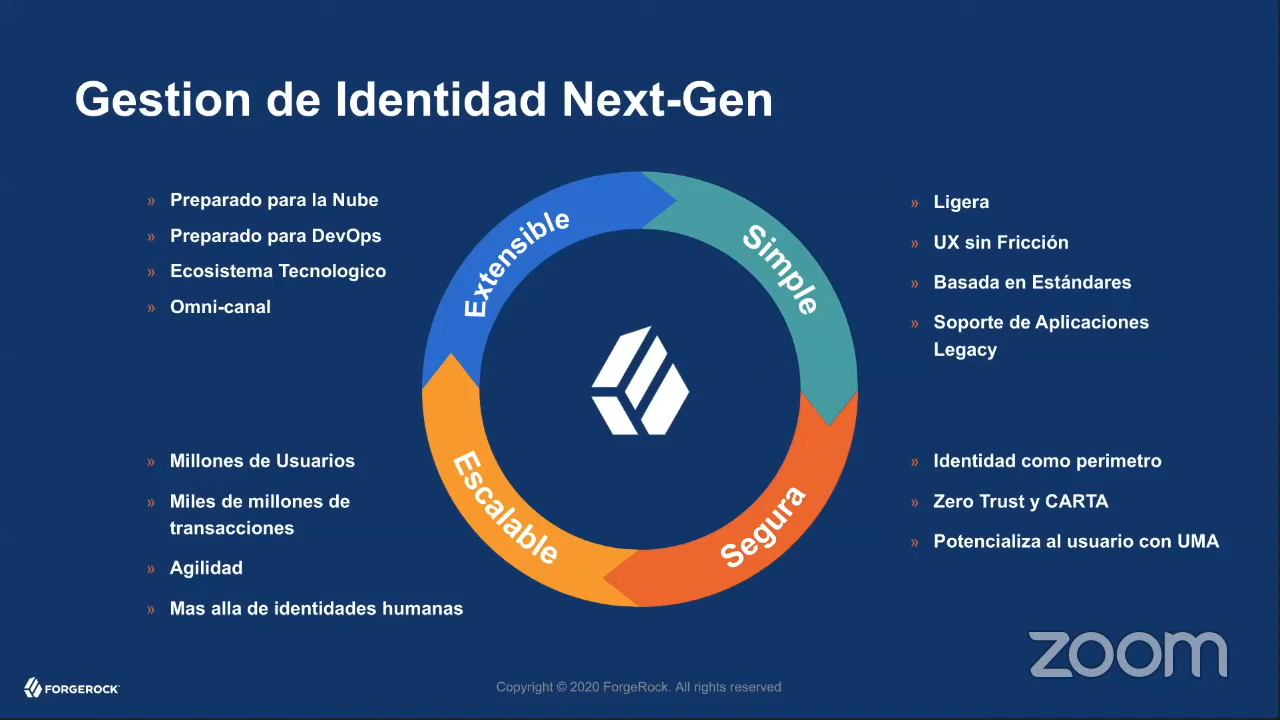 Gestion de Identidad Next-Gen
» Preparado para la Nube
» Preparado para DevOps
» Ecosistema Tecnologico
» Omni-canal
Extensible
Simple
» Ligera
» UX sin Fricción
» Basada en Estándares
» Soporte de Aplicaciones
Legacy
» Millones de Usuarios
» Miles de millones de
transacciones
» Agilidad
» Mas alla de identidades humanas
Escalable
Segura
» Identidad como perimetro
» Zero Trust y CARTA
» Potencializa al usuario con UMA
zoom
FORGEROCK
Copyright © 2020 ForgeRock. All rights reserved